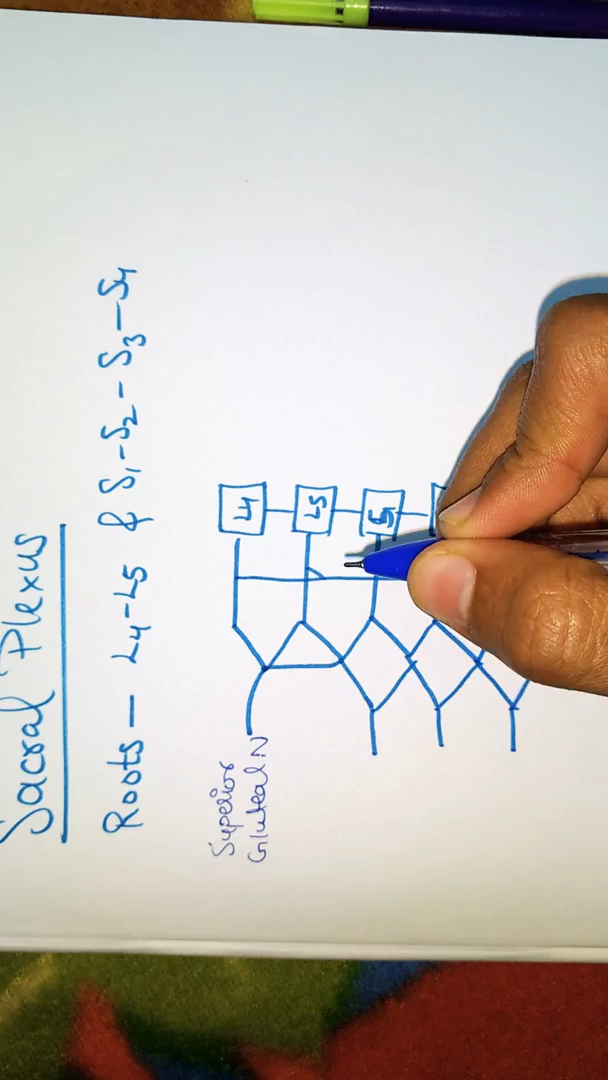 Sacral Plexus
Roots — L4-L5 & S1-S2-S3-S4
L4
L5
S1
Superior
Gluteal N